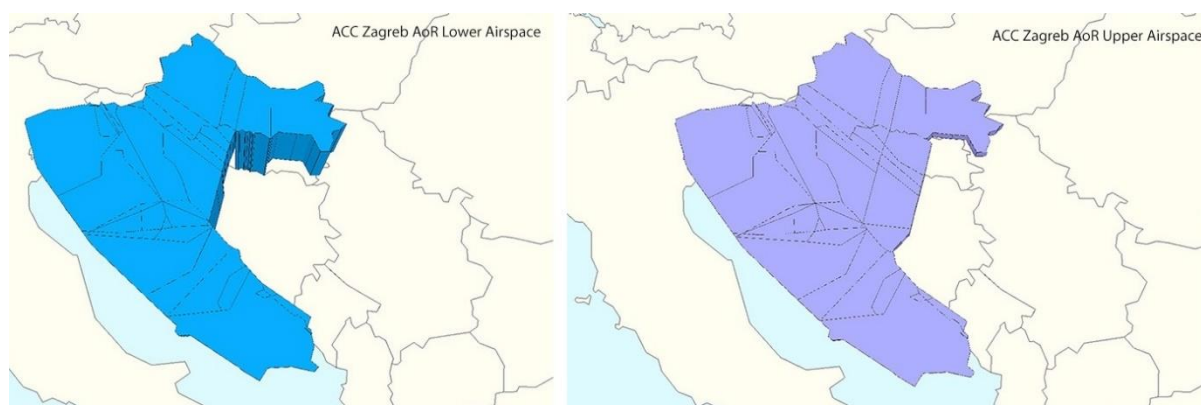 ACC Zagreb AoR Lower Airspace
ACC Zagreb AoR Upper Airspace